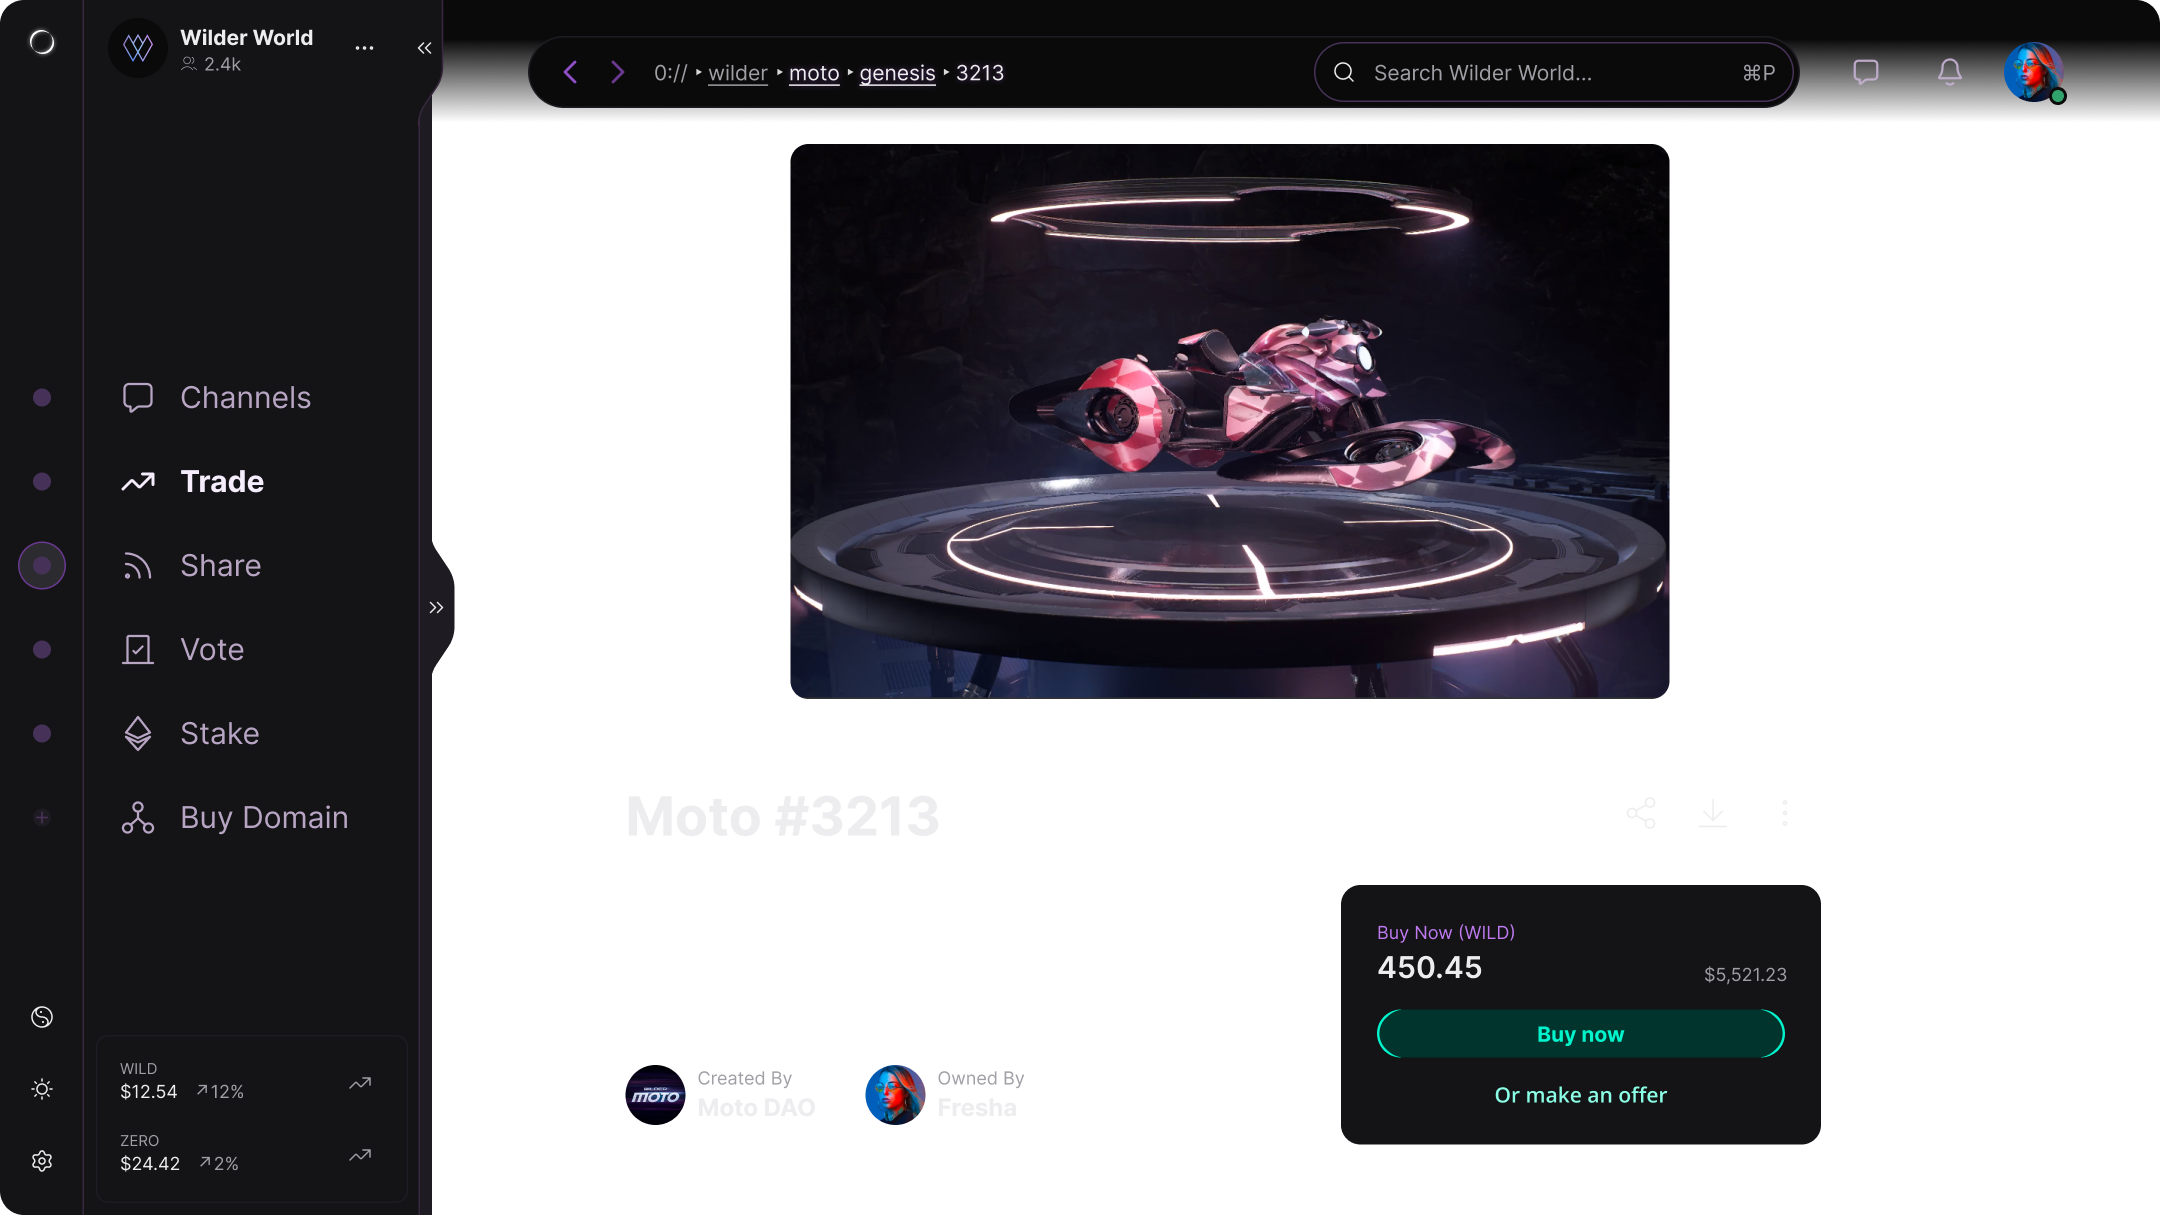 Wilder World
2.4k
0:// ‣ wilder ‣ moto ‣ genesis ‣ 3213
Search Wilder World... ⌘P
Channels
Trade
Share
Vote
Stake
Buy Domain
WILD
$12.54 ↗12%
ZERO
$24.42 ↗2%
Moto #3213
WILDER
MOTO
Created By
Moto DAO
Owned By
Fresha
Buy Now (WILD)
450.45
$5,521.23
Buy now
Or make an offer